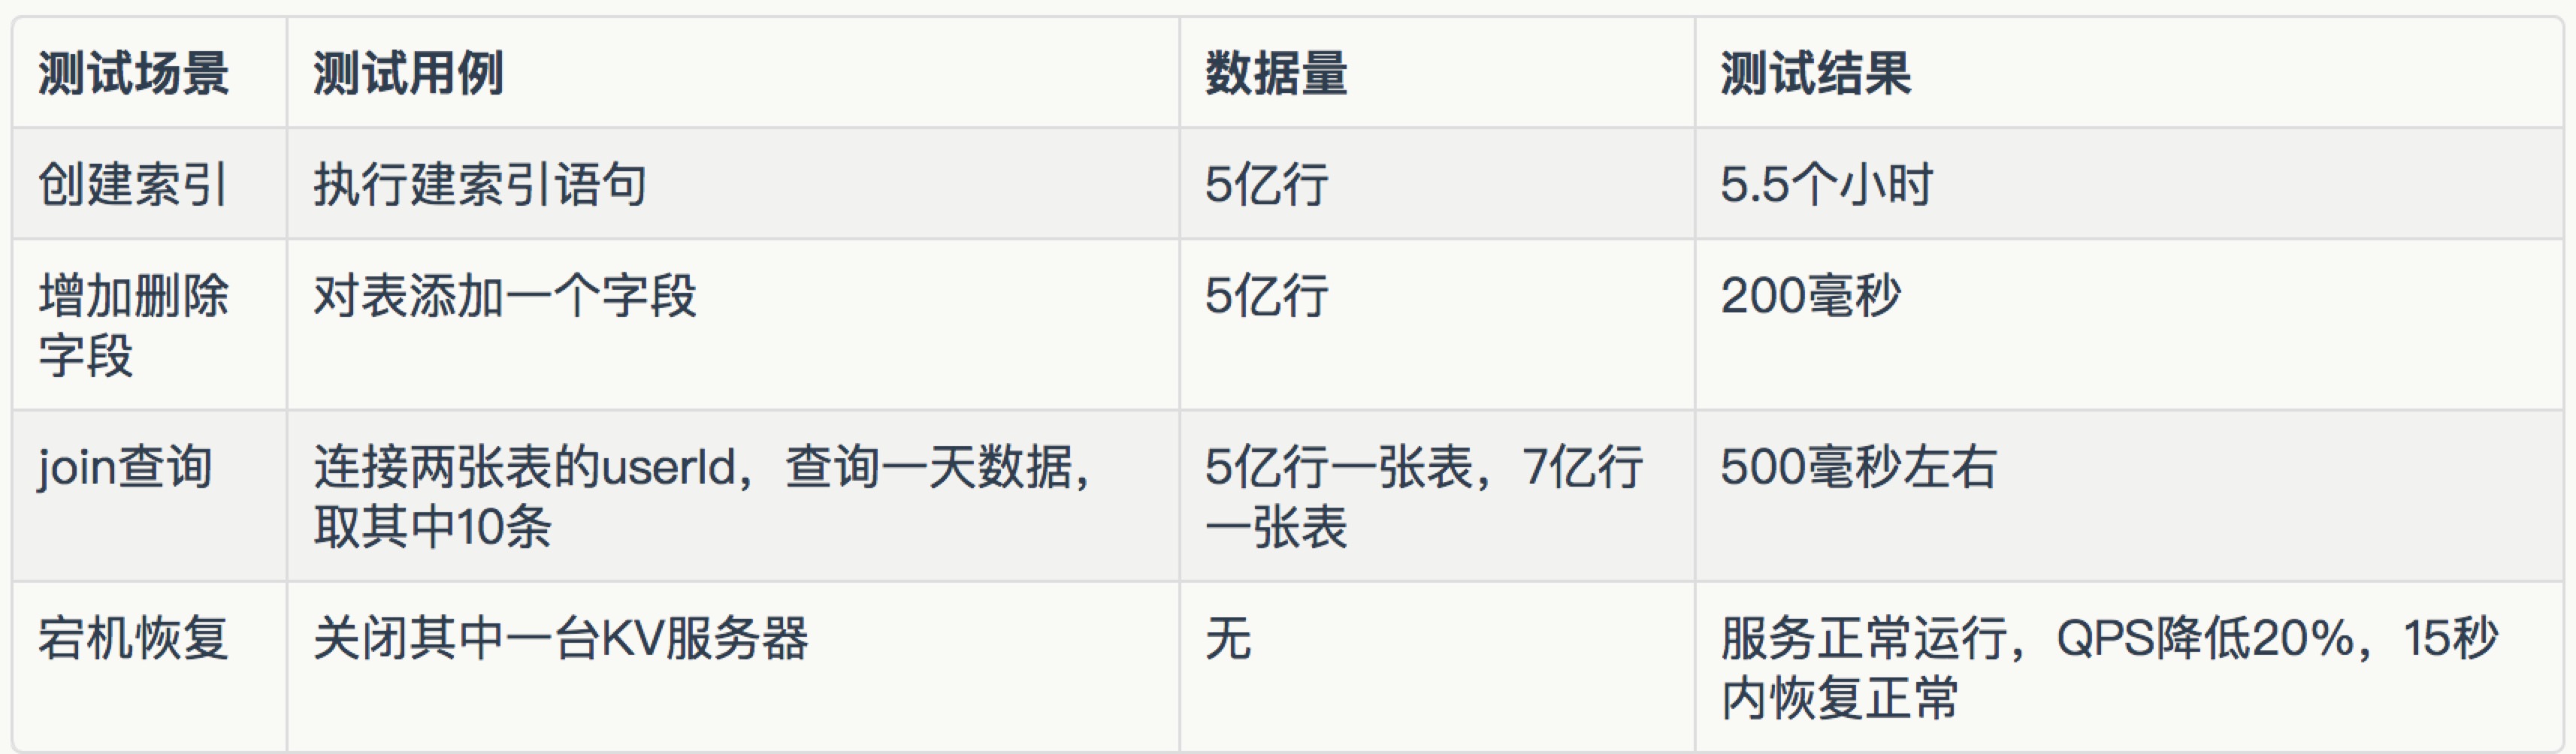 测试场景 测试用例 数据量 测试结果
创建索引 执行建索引语句 5亿行 5.5个小时
增加删除 对表添加一个字段 5亿行 200毫秒
字段
join查询 连接两张表的userId，查询一天数据， 5亿行一张表，7亿行 500毫秒左右
取其中10条 一张表
宕机恢复 关闭其中一台KV服务器 无 服务正常运行，QPS降低20%，15秒
内恢复正常